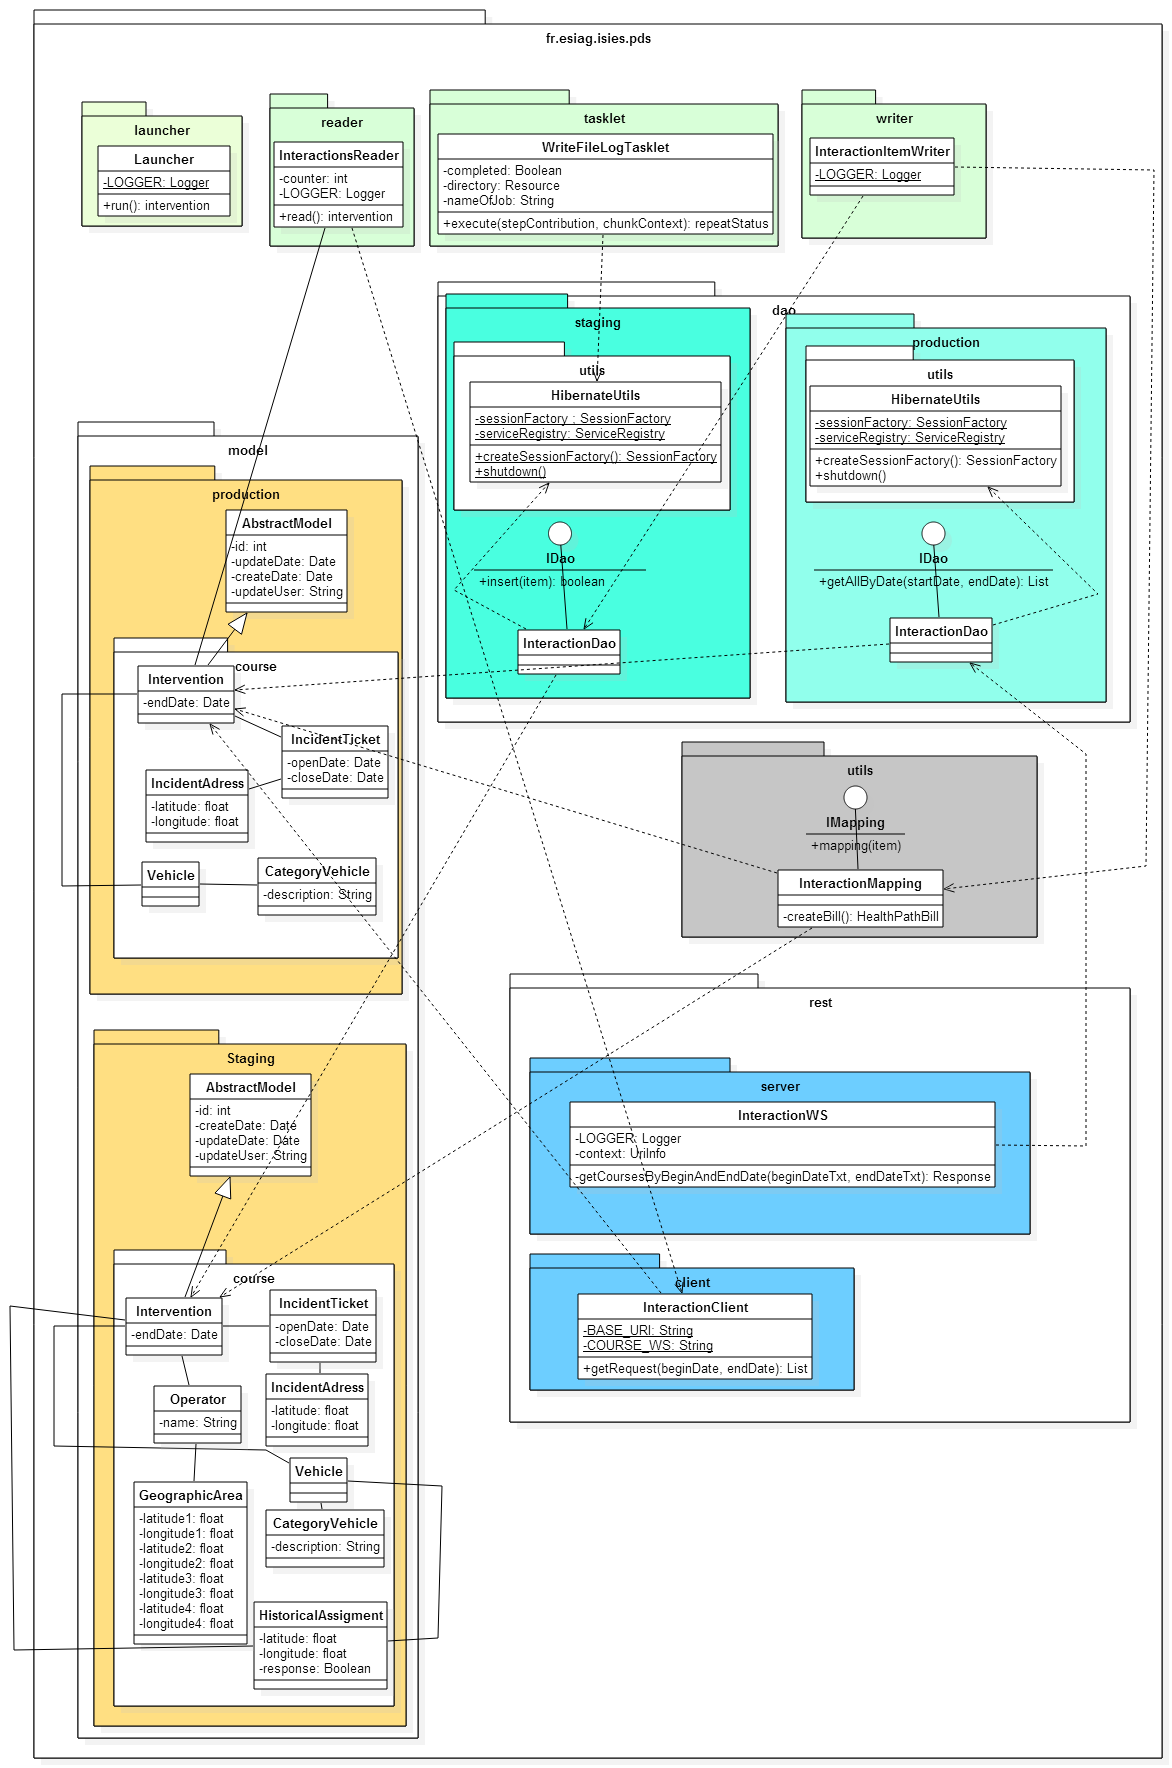 fr.esiag.isies.pds
launcher
Launcher
-LOGGER: Logger
+run(): intervention
reader
InteractionsReader
-counter: int
-LOGGER: Logger
+read(): intervention
tasklet
WriteFileLogTasklet
-completed: Boolean
-directory: Resource
-nameOfJob: String
+execute(stepContribution, chunkContext): repeatStatus
writer
InteractionItemWriter
-LOGGER: Logger
dao
staging
utils
HibernateUtils
-sessionFactory : SessionFactory
-serviceRegistry: ServiceRegistry
+createSessionFactory(): SessionFactory
+shutdown()
IDao
+insert(item): boolean
InteractionDao
production
utils
HibernateUtils
-sessionFactory: SessionFactory
-serviceRegistry: ServiceRegistry
+createSessionFactory(): SessionFactory
+shutdown()
IDao
+getAllByDate(startDate, endDate): List
InteractionDao
model
production
AbstractModel
-id: int
-updateDate: Date
-createDate: Date
-updateUser: String
course
Intervention
-endDate: Date
IncidentTicket
-openDate: Date
-closeDate: Date
IncidentAdress
-latitude: float
-longitude: float
Vehicle
CategoryVehicle
-description: String
utils
IMapping
+mapping(item)
InteractionMapping
-createBill(): HealthPathBill
rest
server
InteractionWS
-LOGGER: Logger
-context: UriInfo
-getCoursesByBeginAndEndDate(beginDateTxt, endDateTxt): Response
client
InteractionClient
-BASE_URI: String
-COURSE_WS: String
+getRequest(beginDate, endDate): List
Staging
AbstractModel
-id: int
-createDate: Date
-updateDate: Date
-updateUser: String
course
Intervention
-endDate: Date
IncidentTicket
-openDate: Date
-closeDate: Date
Operator
-name: String
IncidentAdress
-latitude: float
-longitude: float
Vehicle
GeographicArea
-latitude1: float
-longitude1: float
-latitude2: float
-longitude2: float
-latitude3: float
-longitude3: float
-latitude4: float
-longitude4: float
CategoryVehicle
-description: String
HistoricalAssigment
-latitude: float
-longitude: float
-response: Boolean